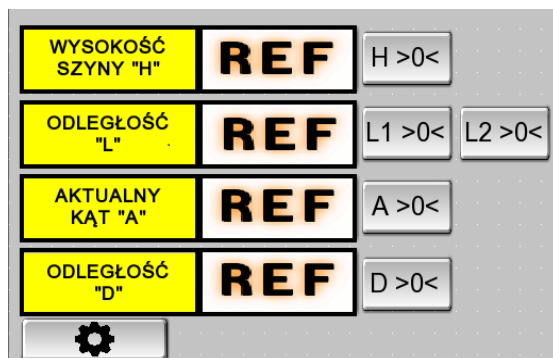 WYSOKOŚĆ
SZYNY "H"
REF
H >0<
ODLEGŁOŚĆ
"L"
REF
L1 >0<
L2 >0<
AKTUALNY
KĄT "A"
REF
A >0<
ODLEGŁOŚĆ
"D"
REF
D >0<